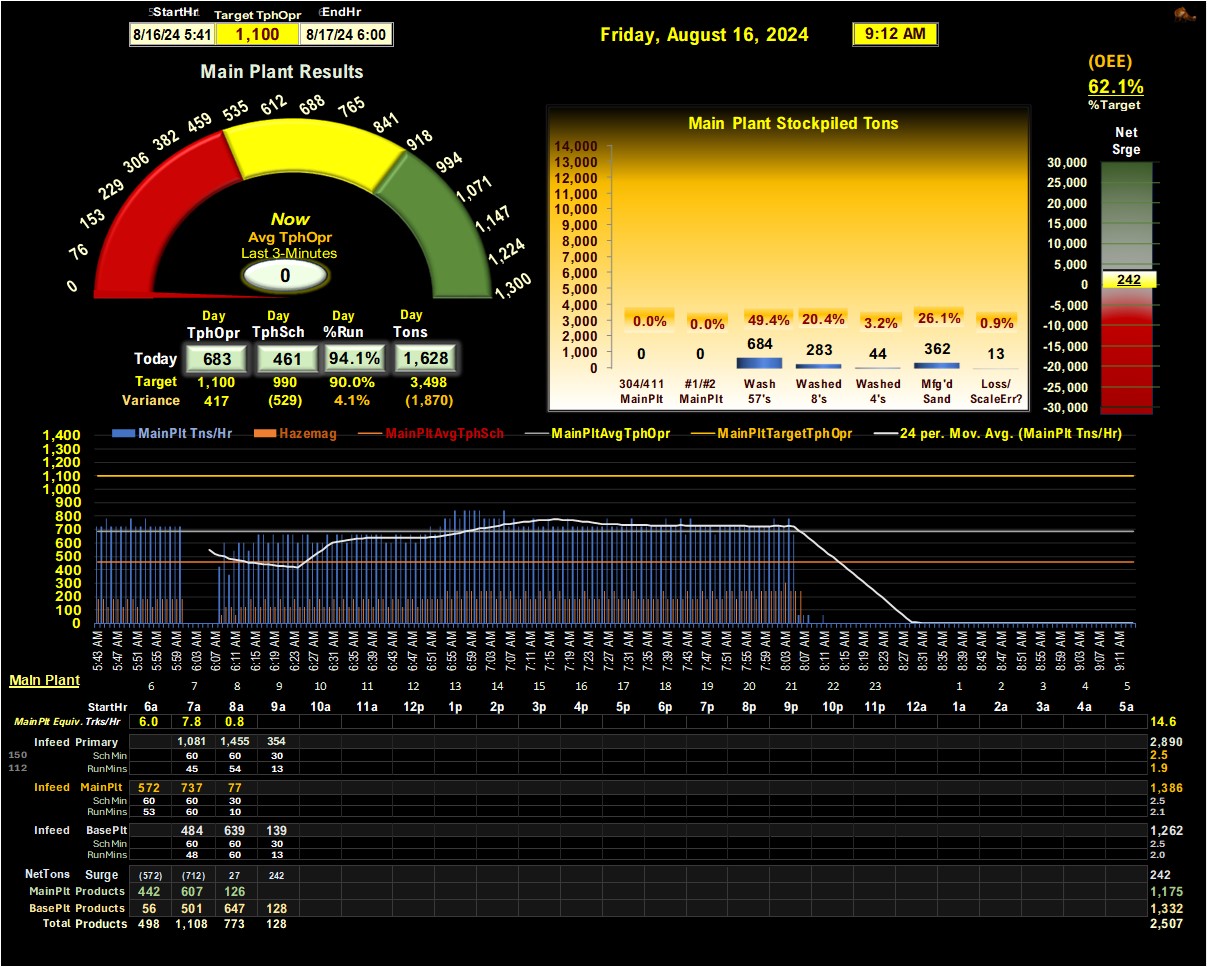 StartHr Target TphOpr EndHr
8/16/24 5:41 1,100 8/17/24 6:00
Friday, August 16, 2024 9:12 AM
(OEE)
62.1%
%Target
Main Plant Results
0 76 153 229 306 382 459 535 612 688 765 841 918 994 1,071 1,147 1,224 1,300
Now
Avg TphOpr
Last 3-Minutes
0
Day Day Day Day
TphOpr TphSch %Run Tons
Today 683 461 94.1% 1,628
Target 1,100 990 90.0% 3,498
Variance 417 (529) 4.1% (1,870)
Main Plant Stockpiled Tons
14,000
13,000
12,000
11,000
10,000
9,000
8,000
7,000
6,000
5,000
4,000
3,000
2,000
1,000
0
0.0% 0.0% 49.4% 20.4% 3.2% 26.1% 0.9%
0 0 684 283 44 362 13
304/411 #1/#2 Wash Washed Washed Mfg'd Loss/
MainPlt MainPlt 57's 8's 4's Sand ScaleErr?
Net
Srge
30,000
25,000
20,000
15,000
10,000
5,000
0
-5,000
-10,000
-15,000
-20,000
-25,000
-30,000
242
MainPlt Tns/Hr Hazemag MainPltAvgTphSch MainPltAvgTphOpr MainPltTargetTphOpr 24 per. Mov. Avg. (MainPlt Tns/Hr)
1,400
1,300
1,200
1,100
1,000
900
800
700
600
500
400
300
200
100
0
5:43 AM 5:47 AM 5:51 AM 5:55 AM 5:59 AM 6:03 AM 6:07 AM 6:11 AM 6:15 AM 6:19 AM 6:23 AM 6:27 AM 6:31 AM 6:35 AM 6:39 AM 6:43 AM 6:47 AM 6:51 AM 6:55 AM 6:59 AM 7:03 AM 7:07 AM 7:11 AM 7:15 AM 7:19 AM 7:23 AM 7:27 AM 7:31 AM 7:35 AM 7:39 AM 7:43 AM 7:47 AM 7:51 AM 7:55 AM 7:59 AM 8:03 AM 8:07 AM 8:11 AM 8:15 AM 8:19 AM 8:23 AM 8:27 AM 8:31 AM 8:35 AM 8:39 AM 8:43 AM 8:47 AM 8:51 AM 8:55 AM 8:59 AM 9:03 AM 9:07 AM 9:11 AM
Main Plant
6 7 8 9 10 11 12 13 14 15 16 17 18 19 20 21 22 23 1 2 3 4 5
StartHr 6a 7a 8a 9a 10a 11a 12p 1p 2p 3p 4p 5p 6p 7p 8p 9p 10p 11p 12a 1a 2a 3a 4a 5a
MainPlt Equiv. Trks/Hr 6.0 7.8 0.8 14.6
Infeed Primary 1,081 1,455 354 2,890
150 Sch Min 60 60 30 2.5
112 RunMins 45 54 13 1.9
Infeed MainPlt 572 737 77 1,386
Sch Min 60 60 30 2.5
RunMins 53 60 10 2.1
Infeed BasePlt 484 639 139 1,262
Sch Min 60 60 30 2.5
RunMins 48 60 13 2.0
NetTons Surge (572) (712) 27 242 242
MainPlt Products 442 607 126 1,175
BasePlt Products 56 501 647 128 1,332
Total Products 498 1,108 773 128 2,507